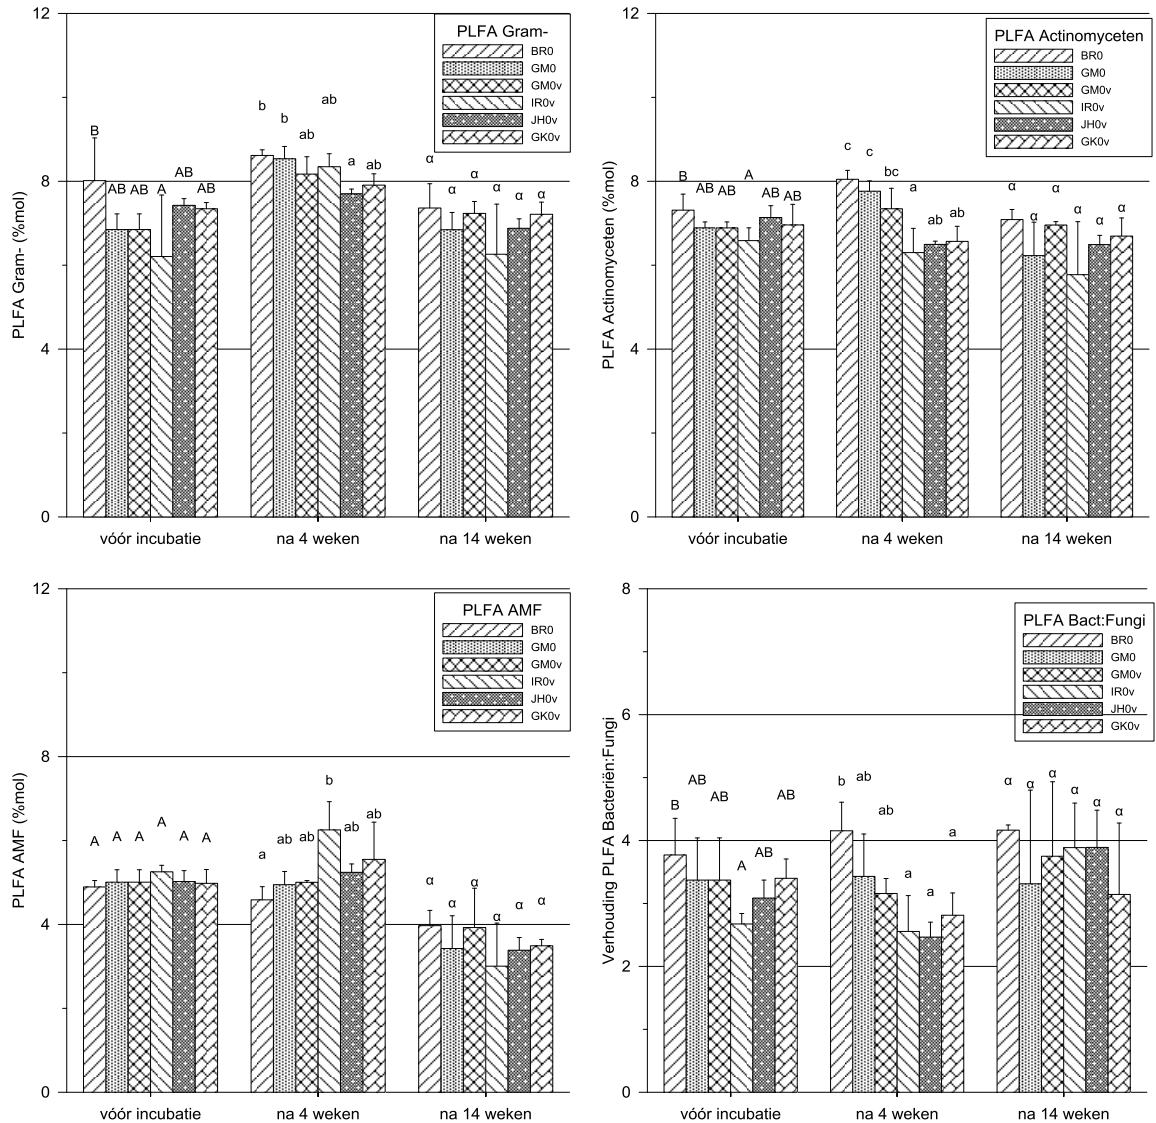 12
PLFA Gram-
BR0
GM0
GM0v
IR0v
JH0v
GK0v
b b ab ab a ab
B AB AB A AB AB
α α α α α α
8
4
0
PLFA Gram- (%mol)
vóór incubatie na 4 weken na 14 weken
12
PLFA Actinomyceten
BR0
GM0
GM0v
IR0v
JH0v
GK0v
c c bc a ab ab
B AB AB A AB AB
α α α α α α
8
4
0
PLFA Actinomyceten (%mol)
vóór incubatie na 4 weken na 14 weken
12
PLFA AMF
BR0
GM0
GM0v
IR0v
JH0v
GK0v
8
A A A A A A
a ab ab b ab ab
α α α α α α
4
0
PLFA AMF (%mol)
vóór incubatie na 4 weken na 14 weken
8
PLFA Bact:Fungi
BR0
GM0
GM0v
IR0v
JH0v
GK0v
6
B AB AB A AB AB
b ab ab a a a
α α α α α α
4
2
0
Verhouding PLFA Bacteriën:Fungi
vóór incubatie na 4 weken na 14 weken